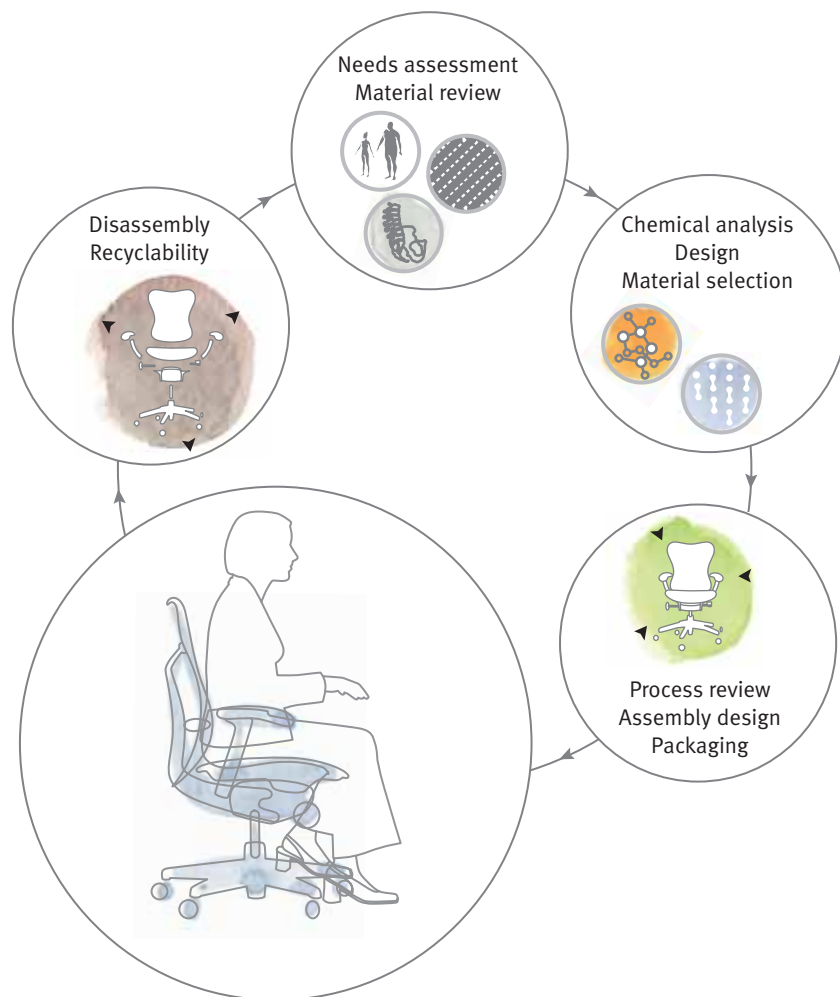 Needs assessment
Material review
Chemical analysis
Design
Material selection
Process review
Assembly design
Packaging
Disassembly
Recyclability